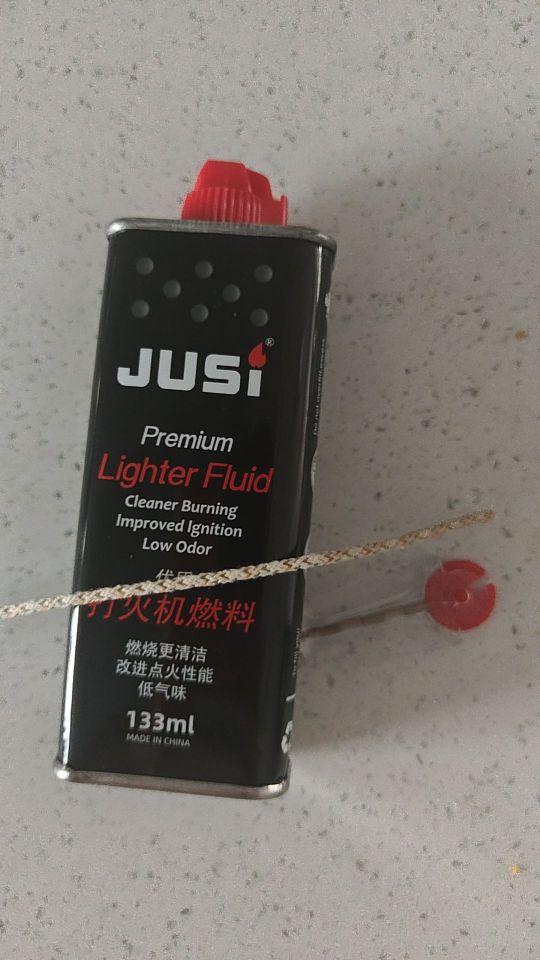 JUSi®
Premium
Lighter Fluid
Cleaner Burning
Improved Ignition
Low Odor
打火机燃料
燃烧更清洁
改进点火性能
低气味
133ml
MADE IN CHINA